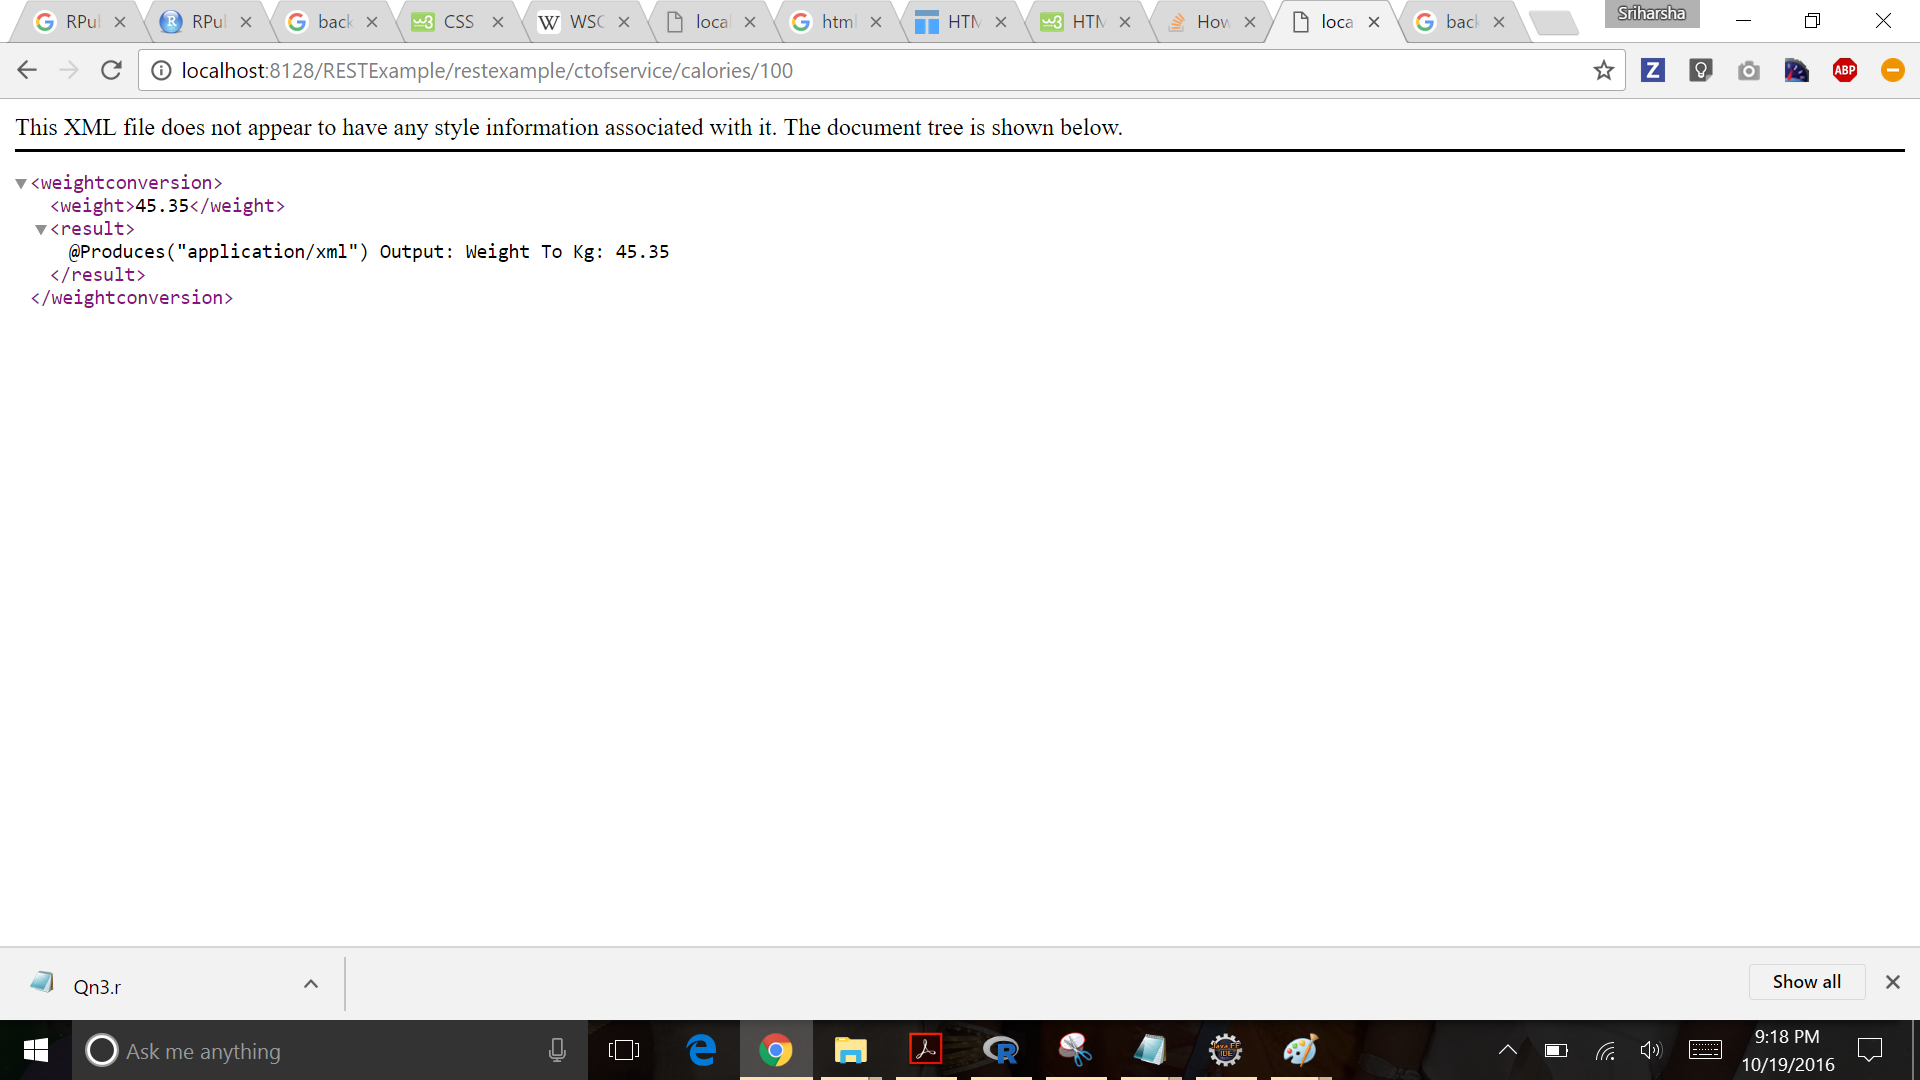 RPul
RPul
back
CSS
WSC
local
html
HTM
HTM
How
loca
back
Sriharsha
localhost:8128/RESTExample/restexample/ctofservice/calories/100
Z
ABP
This XML file does not appear to have any style information associated with it. The document tree is shown below.
<weightconversion>
<weight>45.35</weight>
<result>
@Produces("application/xml") Output: Weight To Kg: 45.35
</result>
</weightconversion>
Qn3.r
Show all
Ask me anything
9:18 PM
10/19/2016